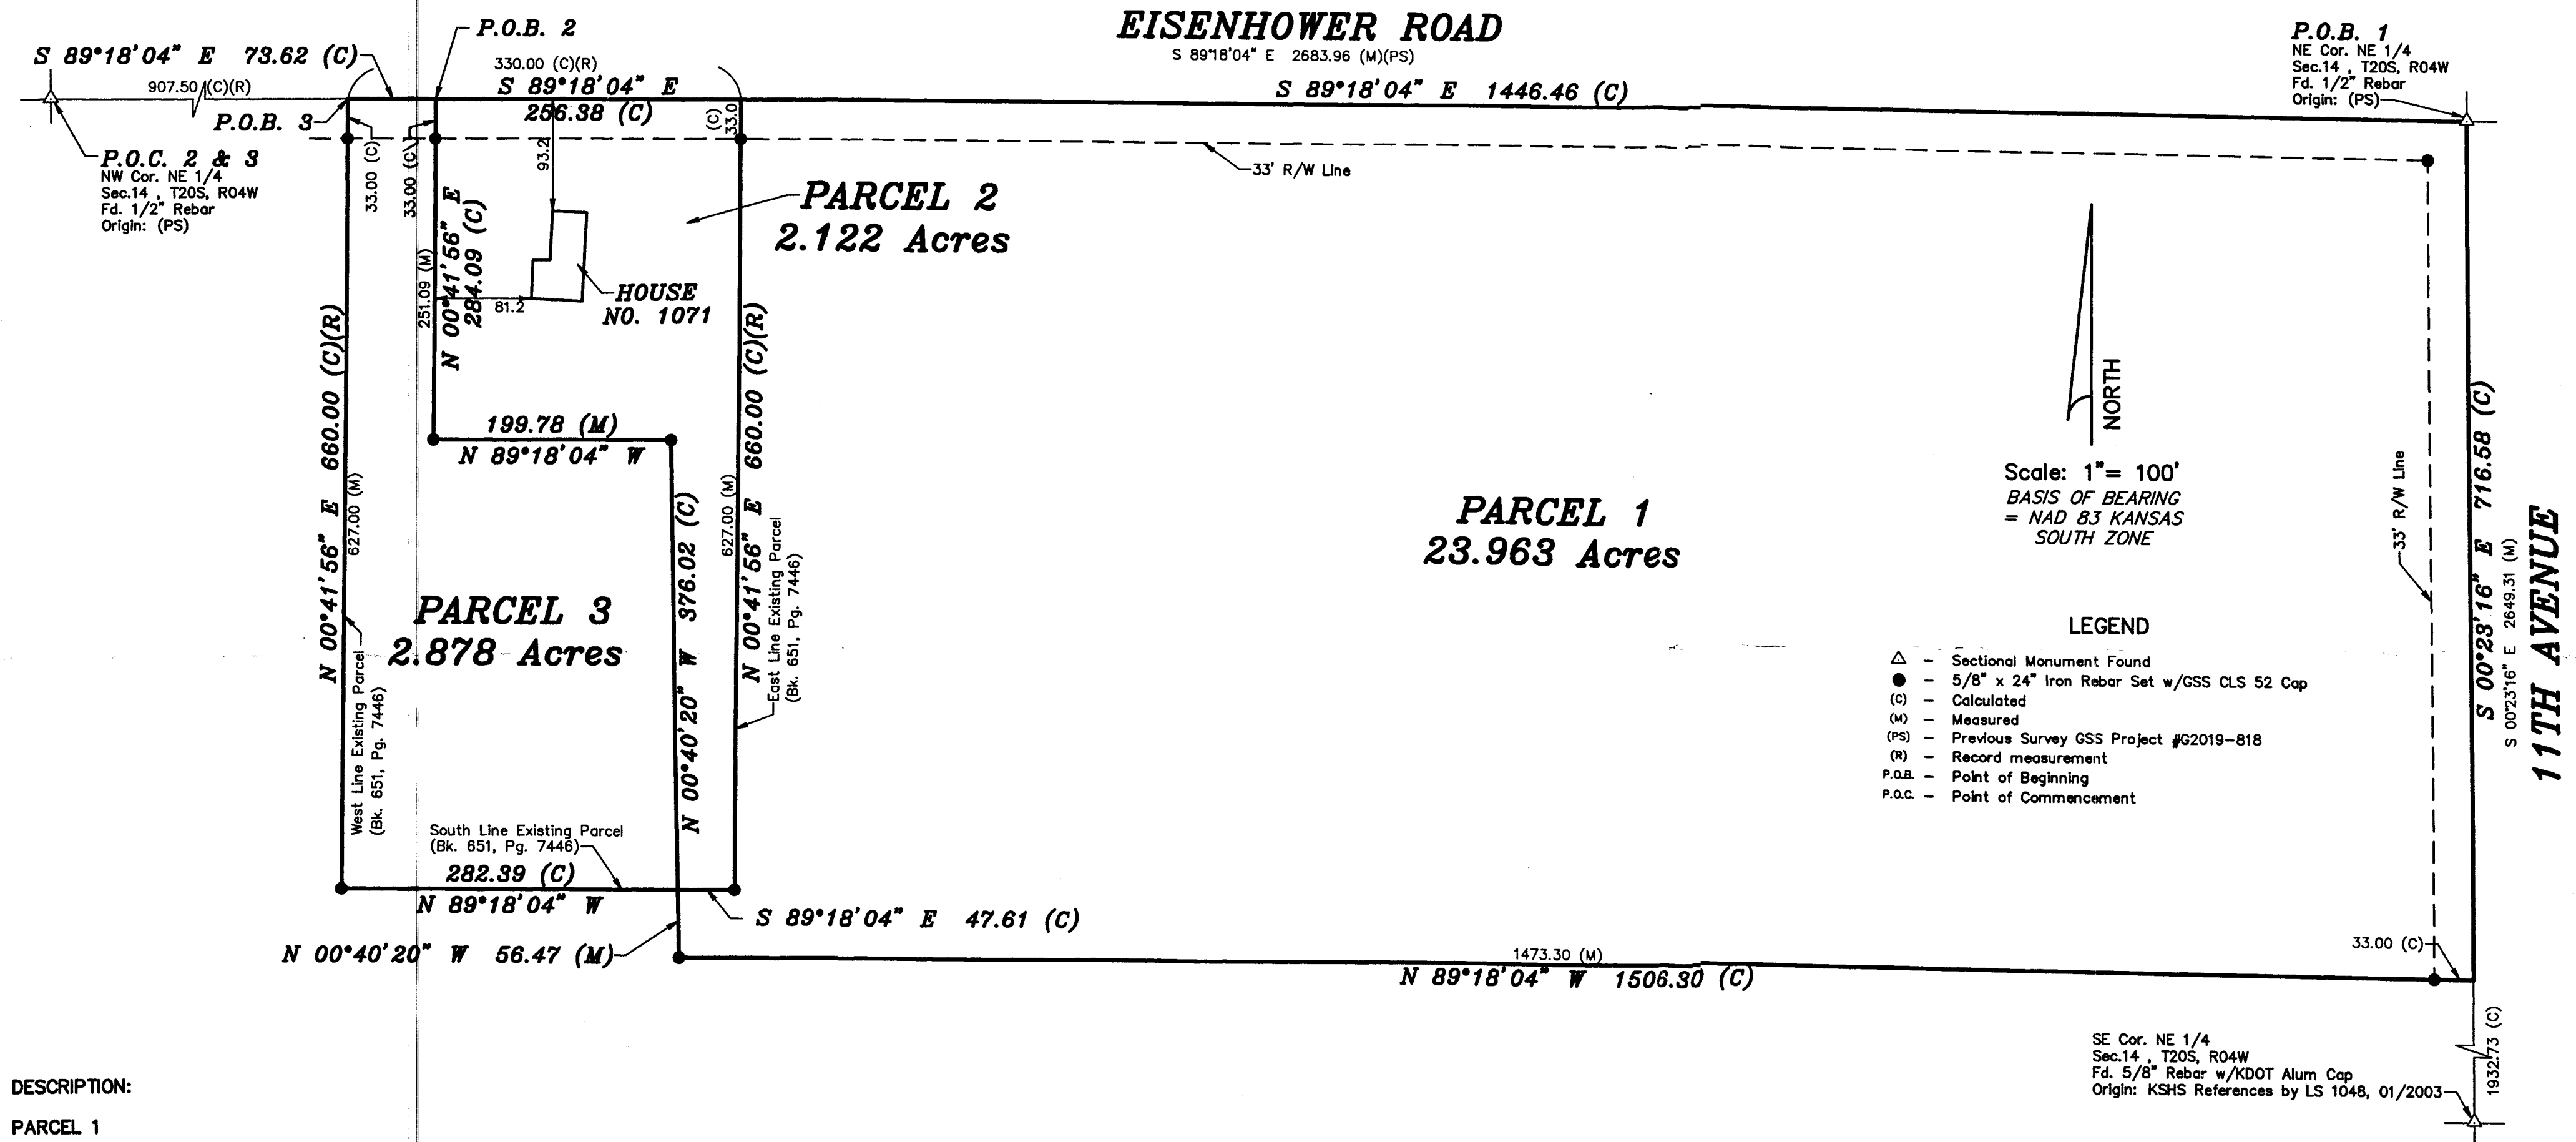 EISENHOWER ROAD
S 89°18'04" E 2683.96 (M)(PS)
P.O.B. 2
S 89°18'04" E 73.62 (C)
907.50 (C)(R)
330.00 (C)(R)
S 89°18'04" E
256.38 (C)
S 89°18'04" E 1446.46 (C)
P.O.B. 1
NE Cor. NE 1/4
Sec.14 , T20S, R04W
Fd. 1/2" Rebar
Origin: (PS)
P.O.B. 3
P.O.C. 2 & 3
NW Cor. NE 1/4
Sec.14 , T20S, R04W
Fd. 1/2" Rebar
Origin: (PS)
33.00 (C)
33.00 (C)
33.0
(C)
93.2
33' R/W Line
PARCEL 2
2.122 Acres
N 00°41'56" E
284.09 (C)
251.09 (M)
81.2
HOUSE
NO. 1071
199.78 (M)
N 89°18'04" W
N 00°41'56" E 660.00 (C)(R)
627.00 (M)
West Line Existing Parcel
(Bk. 651, Pg. 7446)
PARCEL 3
2.878 Acres
N 00°40'20" W 376.02 (C)
627.00 (M)
N 00°41'56" E 660.00 (C)(R)
East Line Existing Parcel
(Bk. 651, Pg. 7446)
PARCEL 1
23.963 Acres
NORTH
Scale: 1"= 100'
BASIS OF BEARING
= NAD 83 KANSAS
SOUTH ZONE
33' R/W Line
S 00°23'16" E 716.58 (C)
S 00°23'16" E 2649.31 (M)
11TH AVENUE
LEGEND
△ – Sectional Monument Found
● – 5/8" x 24" Iron Rebar Set w/GSS CLS 52 Cap
(C) – Calculated
(M) – Measured
(PS) – Previous Survey GSS Project #G2019-818
(R) – Record measurement
P.O.B. – Point of Beginning
P.O.C. – Point of Commencement
South Line Existing Parcel
(Bk. 651, Pg. 7446)
282.39 (C)
N 89°18'04" W
S 89°18'04" E 47.61 (C)
N 00°40'20" W 56.47 (M)
1473.30 (M)
N 89°18'04" W 1506.30 (C)
33.00 (C)
1932.73 (C)
SE Cor. NE 1/4
Sec.14 , T20S, R04W
Fd. 5/8" Rebar w/KDOT Alum Cap
Origin: KSHS References by LS 1048, 01/2003
DESCRIPTION:
PARCEL 1